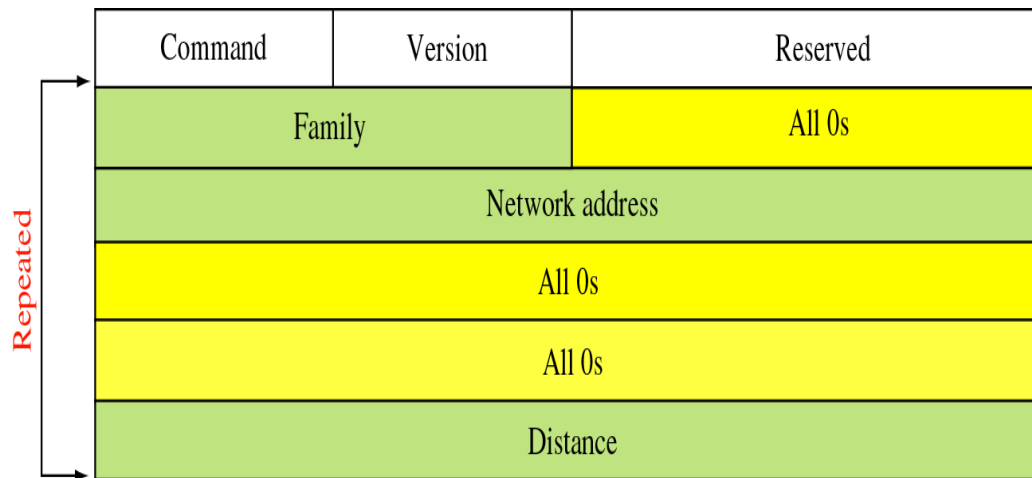 Command Version Reserved
Family All 0s
Network address
All 0s
All 0s
Distance
Repeated